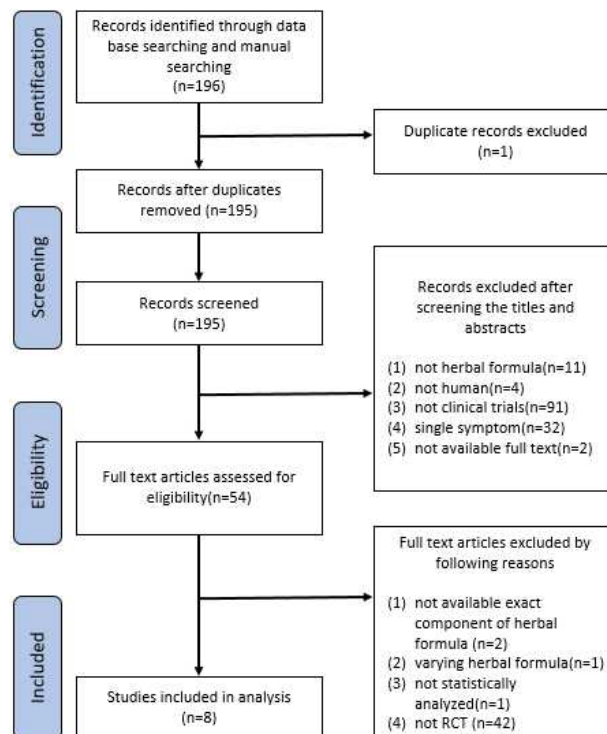 Identification
Records identified through data
base searching and manual
searching
(n=196)
Duplicate records excluded
(n=1)
Records after duplicates
removed (n=195)
Screening
Records screened
(n=195)
Records excluded after
screening the titles and
abstracts
(1) not herbal formula(n=11)
(2) not human(n=4)
(3) not clinical trials(n=91)
(4) single symptom(n=32)
(5) not available full text(n=2)
Eligibility
Full text articles assessed for
eligibility(n=54)
Full text articles excluded by
following reasons
(1) not available exact
component of herbal
formula (n=2)
(2) varying herbal formula(n=1)
(3) not statistically
analyzed(n=1)
(4) not RCT (n=42)
Included
Studies included in analysis
(n=8)